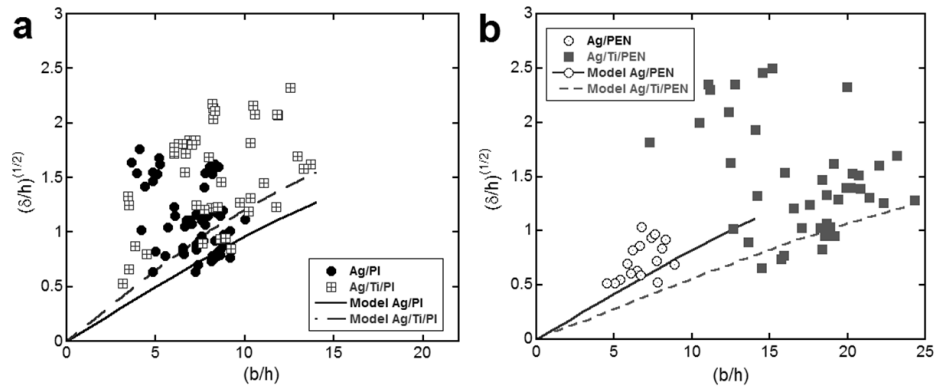 a
(δ/h)(1/2)
3
2.5
2
1.5
1
0.5
0
0
5
10
15
20
(b/h)
Ag/PI
Ag/Ti/PI
Model Ag/PI
Model Ag/Ti/PI
b
(δ/h)(1/2)
3
2.5
2
1.5
1
0.5
0
0
5
10
15
20
25
(b/h)
Ag/PEN
Ag/Ti/PEN
Model Ag/PEN
Model Ag/Ti/PEN